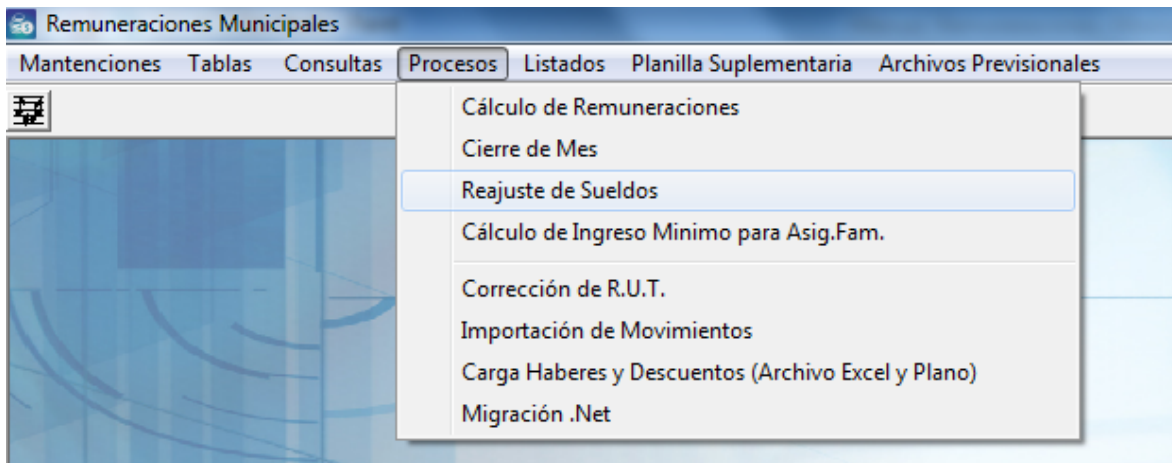 Remuneraciones Municipales
Mantenciones Tablas Consultas Procesos Listados Planilla Suplementaria Archivos Previsionales
Cálculo de Remuneraciones
Cierre de Mes
Reajuste de Sueldos
Cálculo de Ingreso Minimo para Asig.Fam.
Corrección de R.U.T.
Importación de Movimientos
Carga Haberes y Descuentos (Archivo Excel y Plano)
Migración .Net